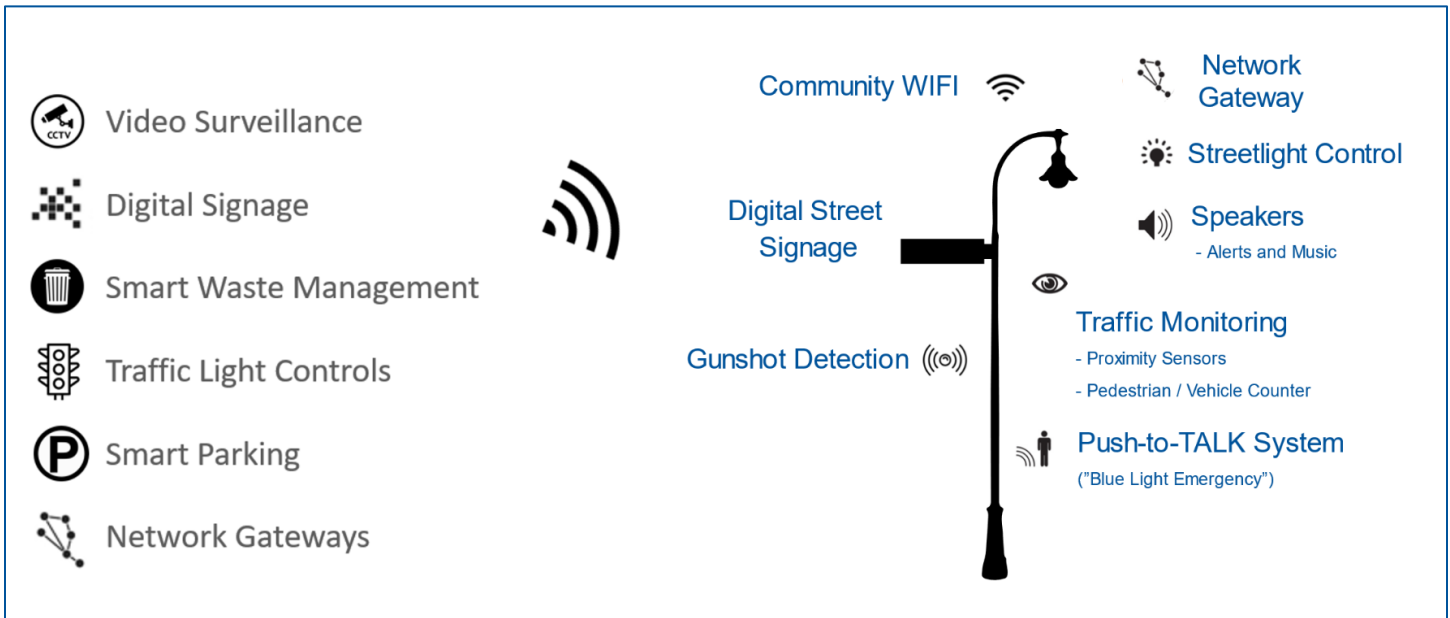 CCTV
Video Surveillance
Digital Signage
Smart Waste Management
Traffic Light Controls
P
Smart Parking
Network Gateways
Community WIFI
Digital Street
Signage
Gunshot Detection
Network
Gateway
Streetlight Control
Speakers
- Alerts and Music
Traffic Monitoring
- Proximity Sensors
- Pedestrian / Vehicle Counter
Push-to-TALK System
("Blue Light Emergency")